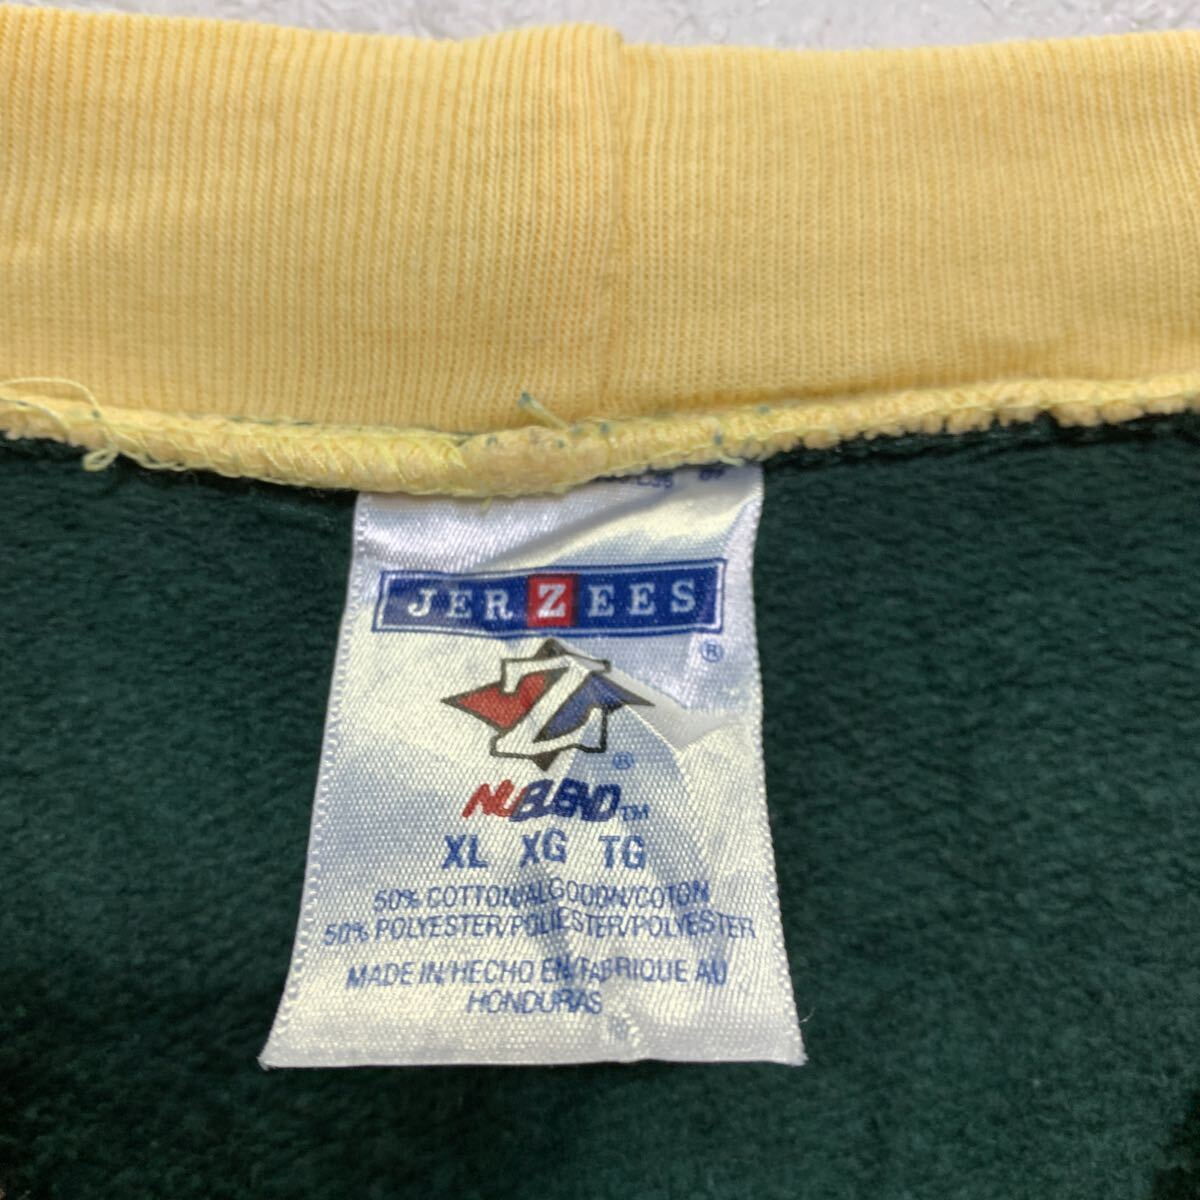 JERZEES
®
Z
®
NUBLEND™
XL XG TG
50% COTTON/ALGODON/COTON
50% POLYESTER/POLIESTER/POLYESTER
MADE IN/HECHO EN/FABRIQUE AU
HONDURAS